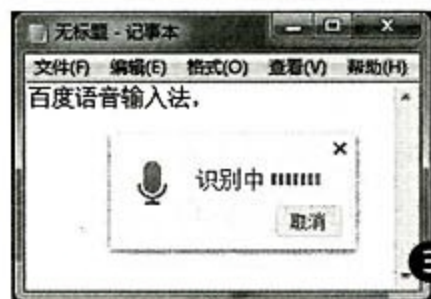 无标题 - 记事本
文件(F) 编辑(E) 格式(O) 查看(V) 帮助(H)
百度语音输入法,
识别中
取消